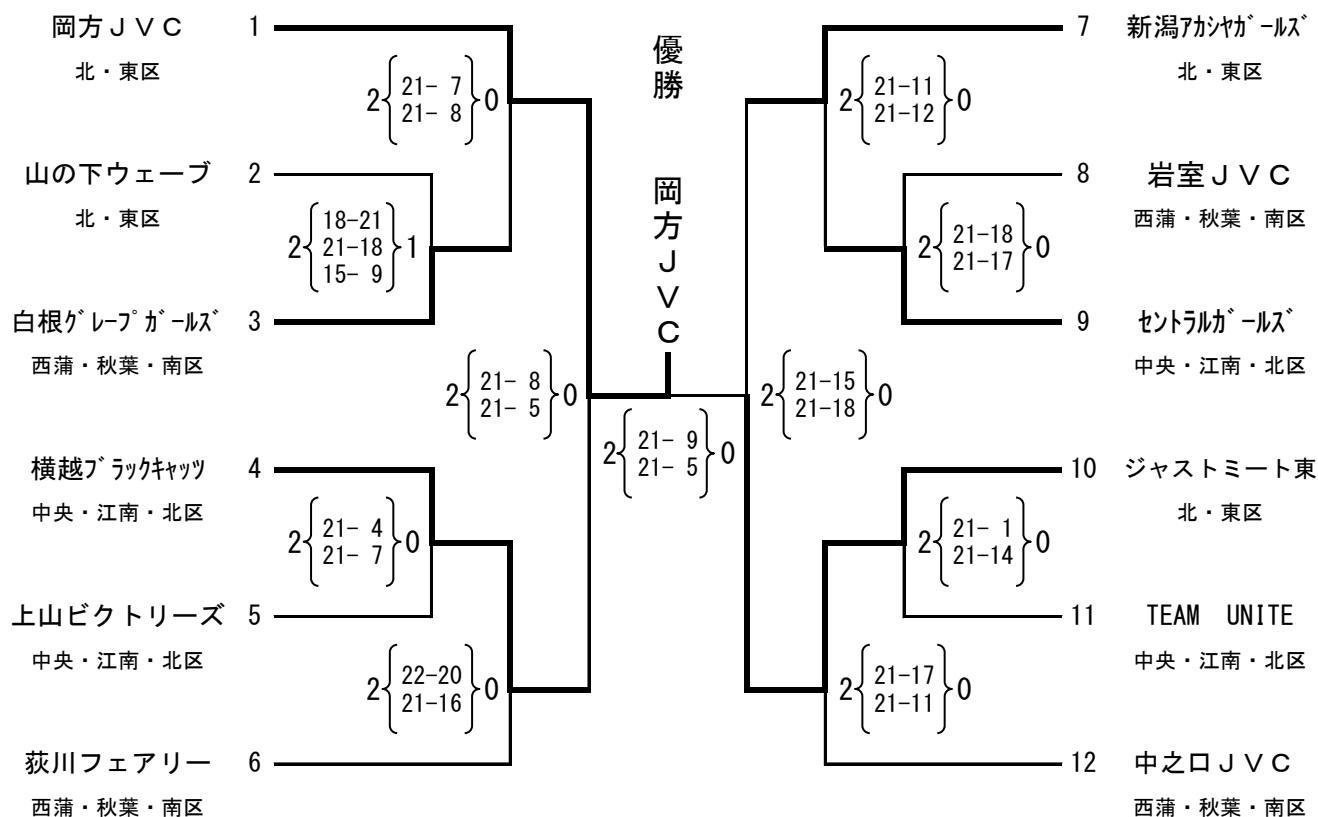 岡方ＪＶＣ 1
北・東区
2 21- 7 0
21- 8
山の下ウェーブ 2
北・東区
18-21
2 21-18 1
15- 9
白根グレープガールズ 3
西蒲・秋葉・南区
2 21- 8 0
21- 5
横越ブラックキャッツ 4
中央・江南・北区
2 21- 4 0
21- 7
上山ビクトリーズ 5
中央・江南・北区
2 22-20 0
21-16
荻川フェアリー 6
西蒲・秋葉・南区
優勝
岡方ＪＶＣ
2 21- 9 0
21- 5
7 新潟ｱｶｼﾔｶﾞｰﾙｽﾞ
北・東区
2 21-11 0
21-12
8 岩室ＪＶＣ
西蒲・秋葉・南区
2 21-18 0
21-17
9 ｾﾝﾄﾗﾙｶﾞｰﾙｽﾞ
中央・江南・北区
2 21-15 0
21-18
10 ジャストミート東
北・東区
2 21- 1 0
21-14
11 TEAM　UNITE
中央・江南・北区
2 21-17 0
21-11
12 中之口ＪＶＣ
西蒲・秋葉・南区